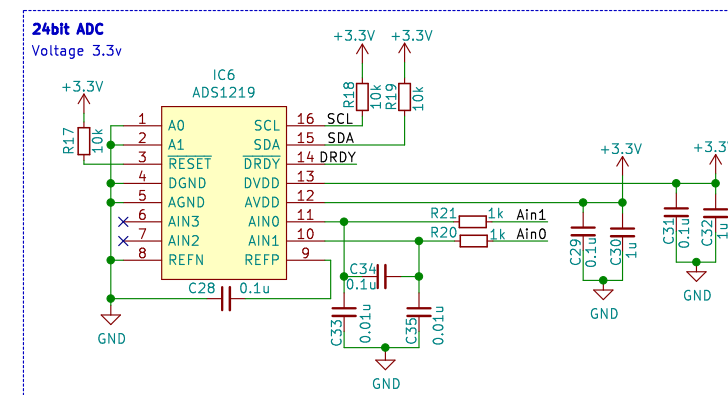 24bit ADC
Voltage 3.3v
+3.3V
+3.3V
+3.3V
IC6
ADS1219
R17
10k
R18
10k
R19
10k
1 A0
2 A1
3 RESET
4 DGND
5 AGND
6 AIN3
7 AIN2
8 REFN
SCL 16 SCL
SDA 15 SDA
DRDY 14 DRDY
DVDD 13
AVDD 12
AIN0 11
AIN1 10
REFP 9
R21 1k Ain1
R20 1k Ain0
+3.3V
+3.3V
C29
0.1u
C30
1u
C31
0.1u
C32
1u
C28 0.1u
C34
0.1u
C33
0.01u
C35
0.01u
GND
GND
GND
GND